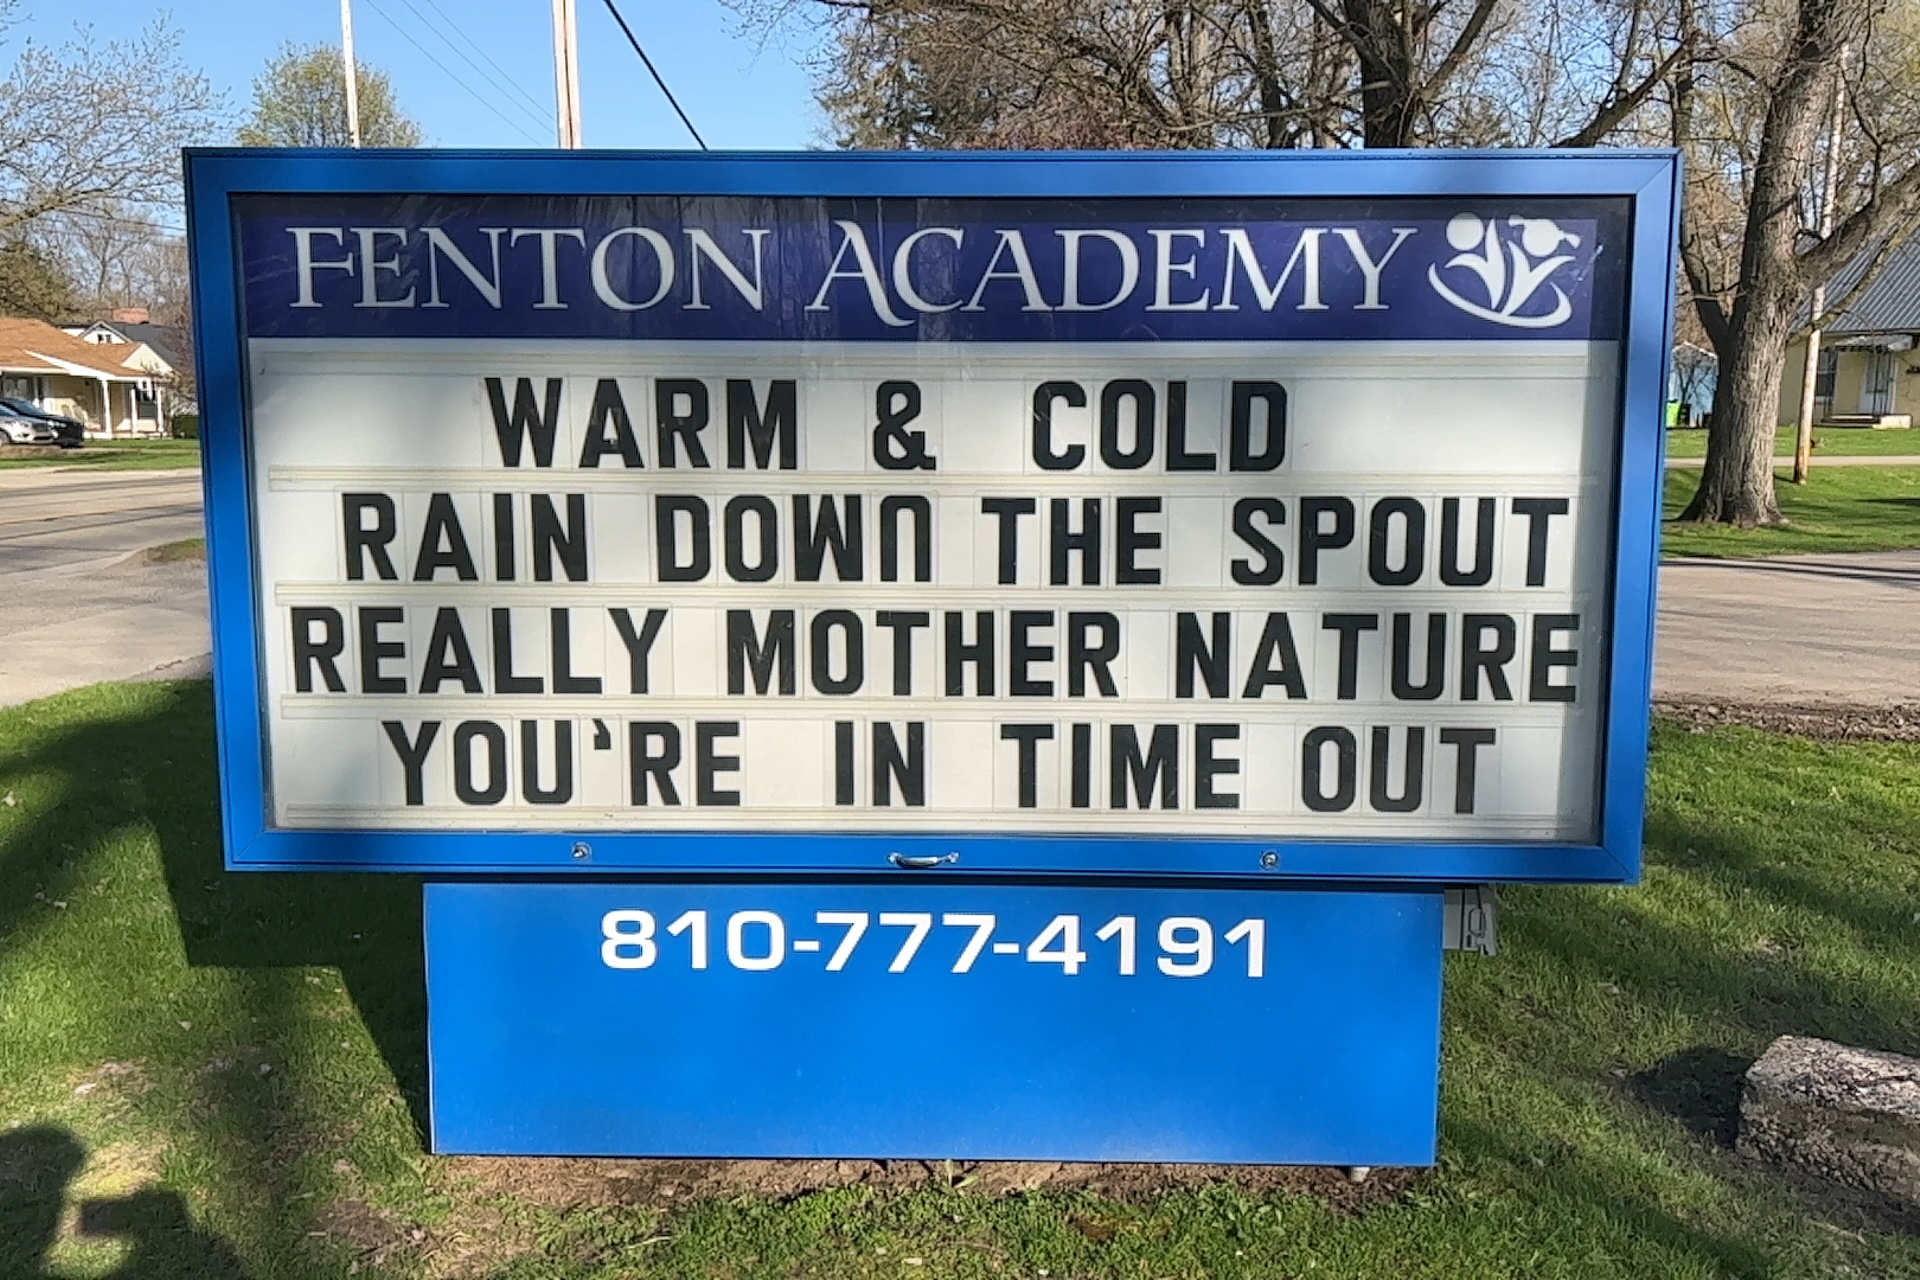 FENTON ACADEMY
WARM & COLD
RAIN DOWN THE SPOUT
REALLY MOTHER NATURE
YOU'RE IN TIME OUT
810-777-4191